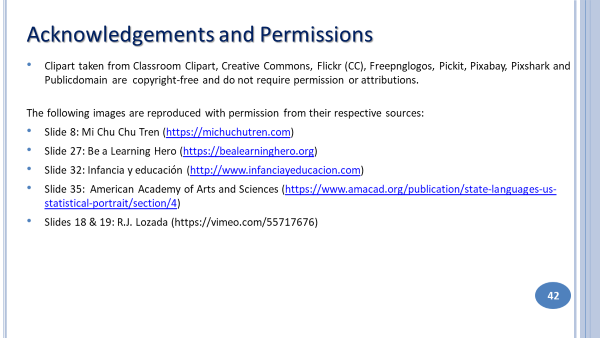 Acknowledgements and Permissions
• Clipart taken from Classroom Clipart, Creative Commons, Flickr (CC), Freepnglogos, Pickit, Pixabay, Pixshark and
Publicdomain are copyright-free and do not require permission or attributions.
The following images are reproduced with permission from their respective sources:
• Slide 8: Mi Chu Chu Tren (https://michuchutren.com)
• Slide 27: Be a Learning Hero (https://bealearninghero.org)
• Slide 32: Infancia y educación (http://www.infanciayeducacion.com)
• Slide 35: American Academy of Arts and Sciences (https://www.amacad.org/publication/state-languages-us-
statistical-portrait/section/4)
• Slides 18 & 19: R.J. Lozada (https://vimeo.com/55717676)
42